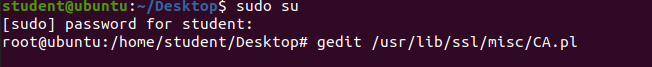 student@ubuntu:~/Desktop$ sudo su
[sudo] password for student:
root@ubuntu:/home/student/Desktop# gedit /usr/lib/ssl/misc/CA.pl